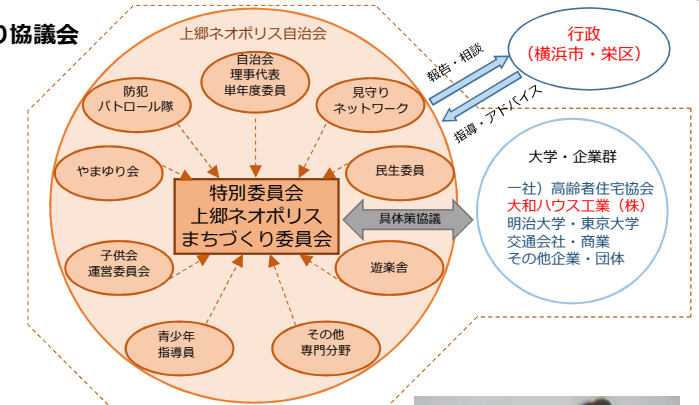 り協議会
上郷ネオポリス自治会
自治会
理事代表
単年度委員
防犯
パトロール隊
見守り
ネットワーク
やまゆり会
民生委員
特別委員会
上郷ネオポリス
まちづくり委員会
子供会
運営委員会
遊楽舎
青少年
指導員
その他
専門分野
具体策協議
報告・相談
指導・アドバイス
行政
(横浜市・栄区)
大学・企業群
一社)高齢者住宅協会
大和ハウス工業(株)
明治大学・東京大学
交通会社・商業
その他企業・団体